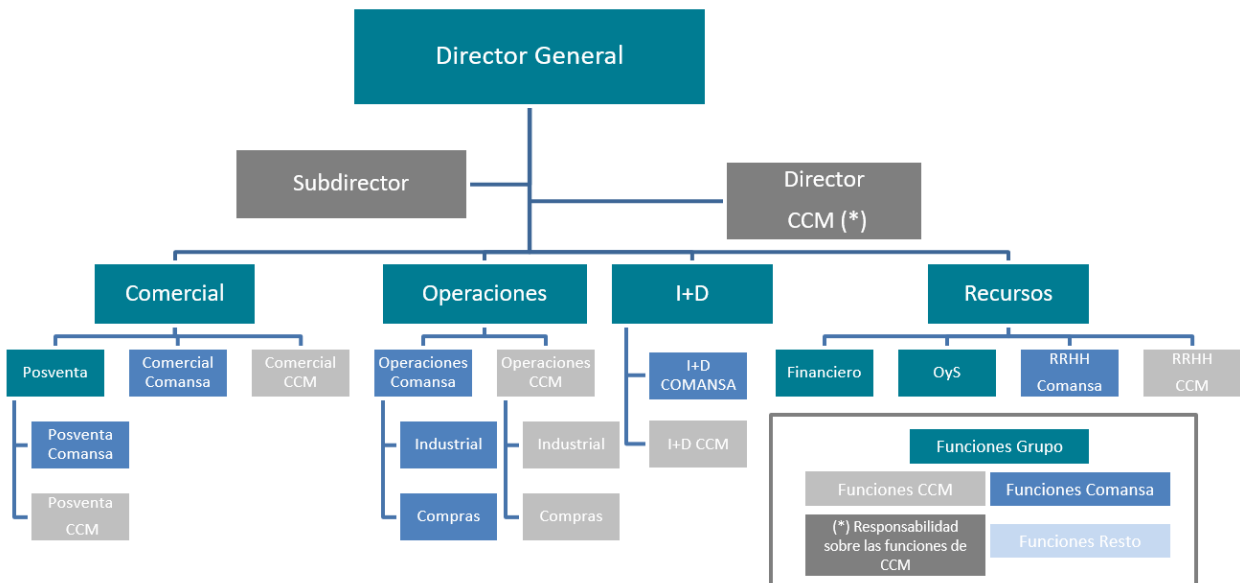 Director General
Subdirector
Director
CCM (*)
Comercial
Operaciones
I+D
Recursos
Posventa
Comercial
Comansa
Comercial
CCM
Operaciones
Comansa
Operaciones
CCM
I+D
COMANSA
Financiero
OyS
RRHH
Comansa
RRHH
CCM
Posventa
Comansa
Industrial
Industrial
I+D CCM
Posventa
CCM
Compras
Compras
Funciones Grupo
Funciones CCM
Funciones Comansa
(*) Responsabilidad
sobre las funciones de
CCM
Funciones Resto